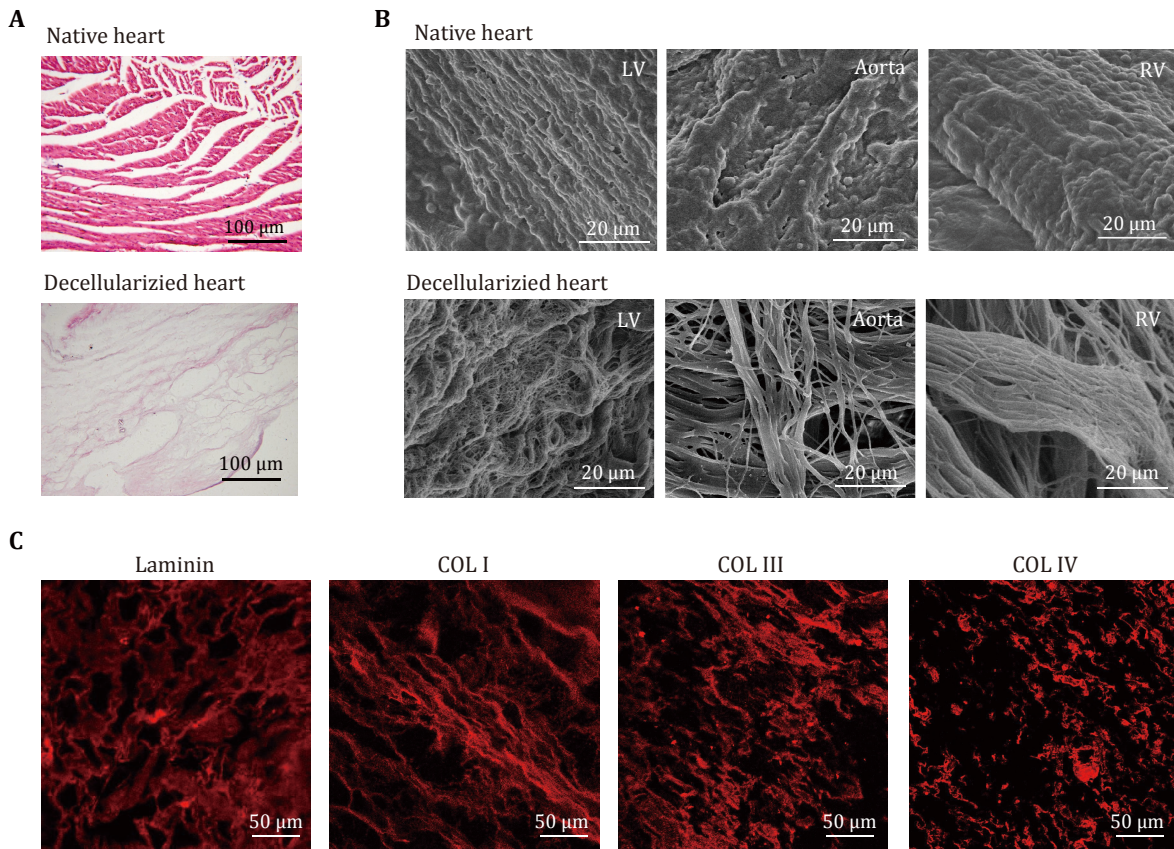 A
Native heart
100 μm
Decellularizied heart
100 μm
B
Native heart
LV
20 μm
Aorta
20 μm
RV
20 μm
Decellularizied heart
LV
20 μm
Aorta
20 μm
RV
20 μm
C
Laminin
50 μm
COL I
50 μm
COL III
50 μm
COL IV
50 μm